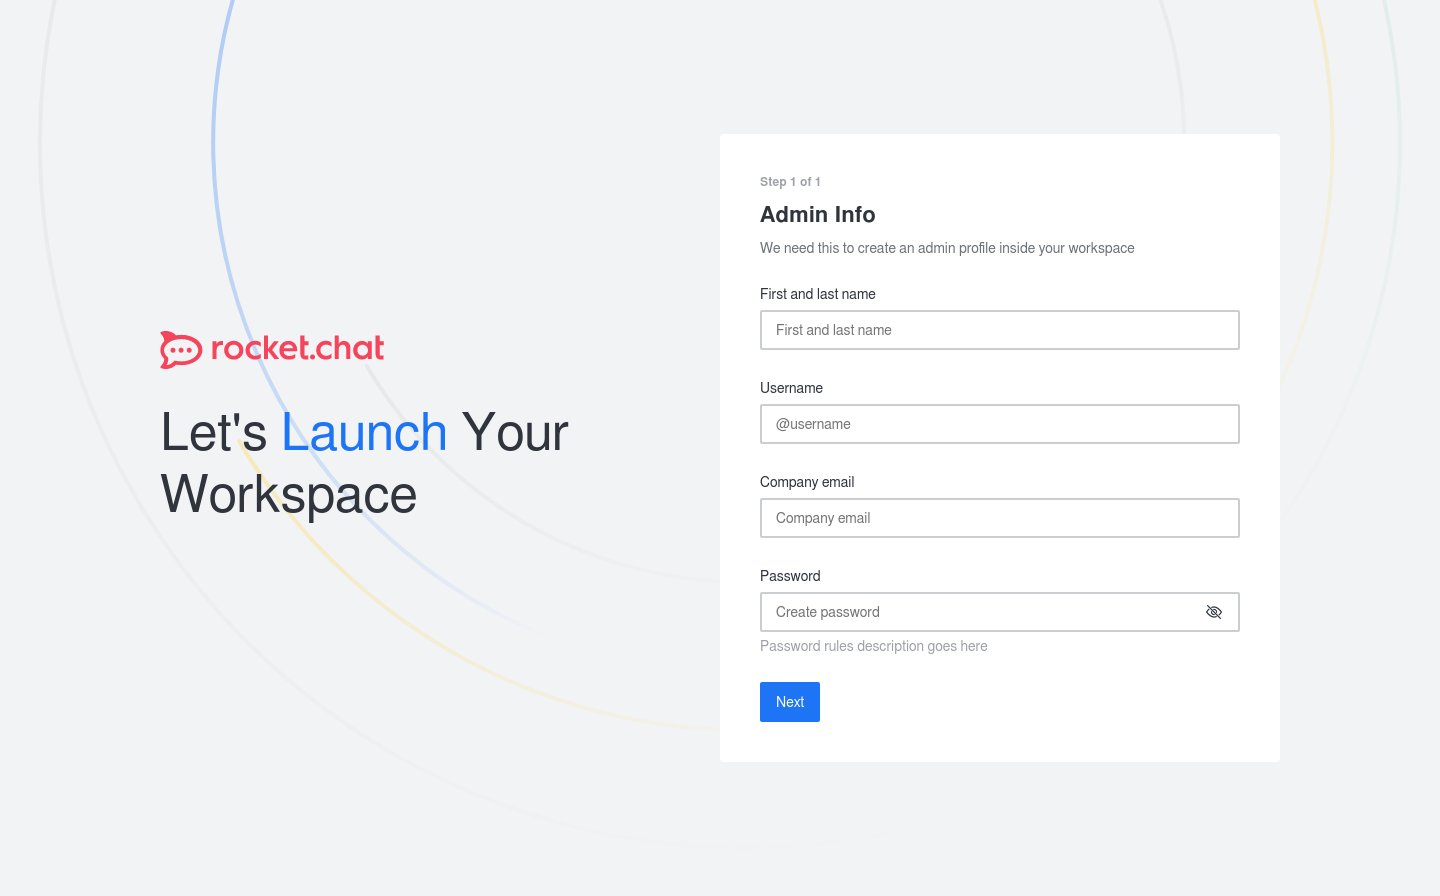 rocket.chat
Let's Launch Your
Workspace
Step 1 of 1
Admin Info
We need this to create an admin profile inside your workspace
First and last name
First and last name
Username
@username
Company email
Company email
Password
Create password
Password rules description goes here
Next